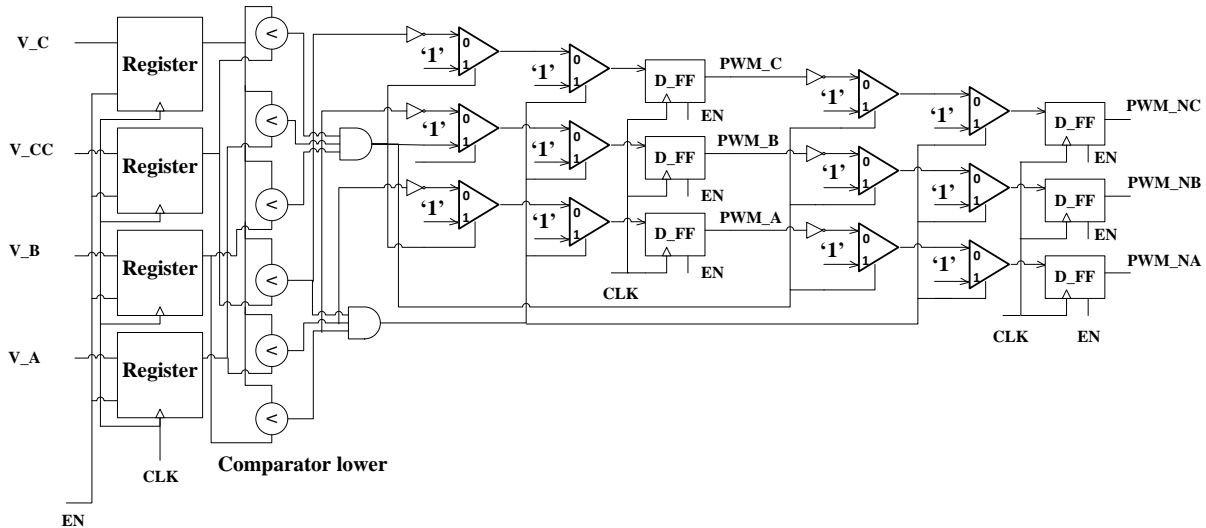 V_C
Register
<
‘1’
0
1
‘1’
0
1
D_FF
PWM_C
EN
‘1’
0
1
‘1’
0
1
D_FF
PWM_NC
EN
V_CC
Register
<
‘1’
0
1
‘1’
0
1
D_FF
PWM_B
EN
‘1’
0
1
‘1’
0
1
D_FF
PWM_NB
EN
<
V_B
Register
<
‘1’
0
1
‘1’
0
1
D_FF
PWM_A
EN
CLK
‘1’
0
1
‘1’
0
1
D_FF
PWM_NA
EN
CLK
V_A
Register
<
<
CLK
Comparator lower
EN